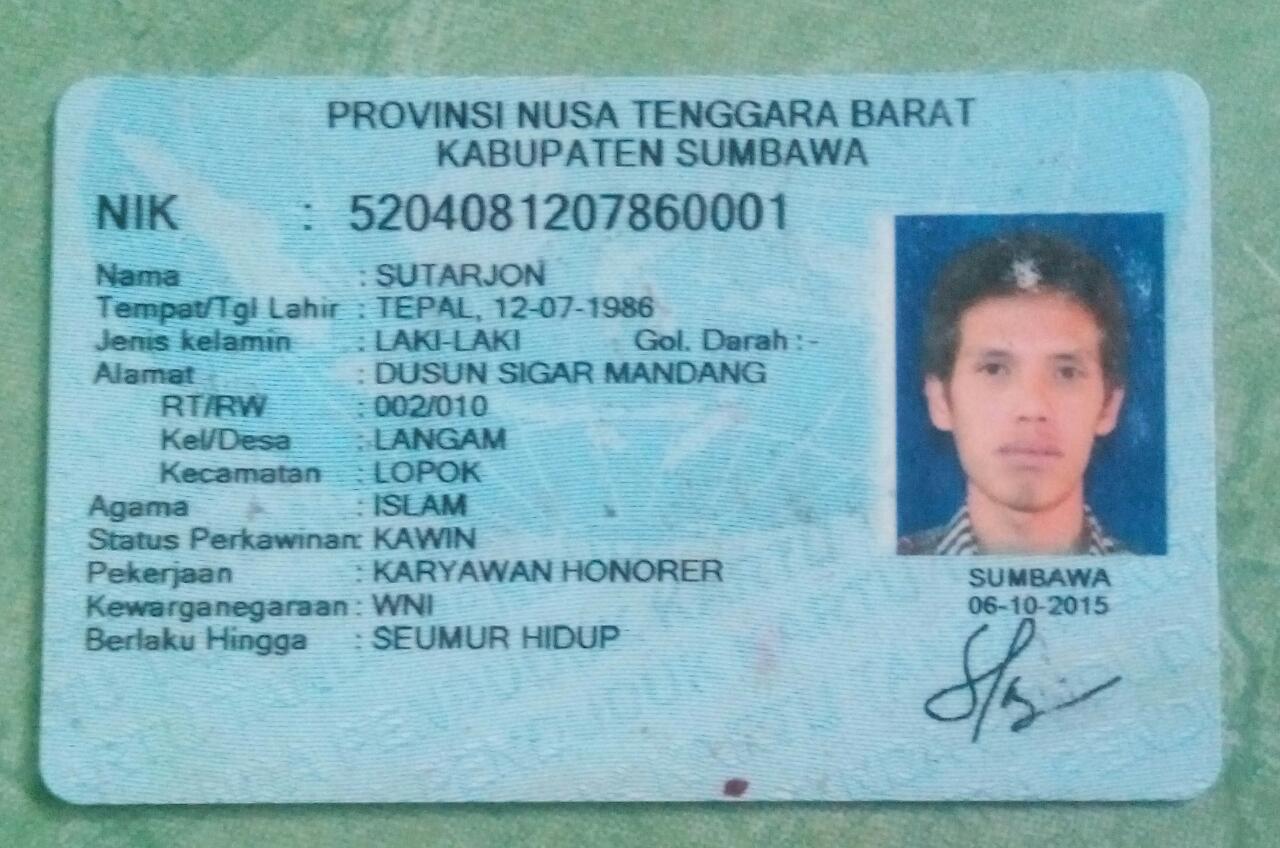 PROVINSI NUSA TENGGARA BARAT
KABUPATEN SUMBAWA
NIK : 5204081207860001
Nama : SUTARJON
Tempat/Tgl Lahir : TEPAL, 12-07-1986
Jenis kelamin : LAKI-LAKI Gol. Darah : -
Alamat : DUSUN SIGAR MANDANG
RT/RW : 002/010
Kel/Desa : LANGAM
Kecamatan : LOPOK
Agama : ISLAM
Status Perkawinan: KAWIN
Pekerjaan : KARYAWAN HONORER
Kewarganegaraan : WNI
Berlaku Hingga : SEUMUR HIDUP
SUMBAWA
06-10-2015